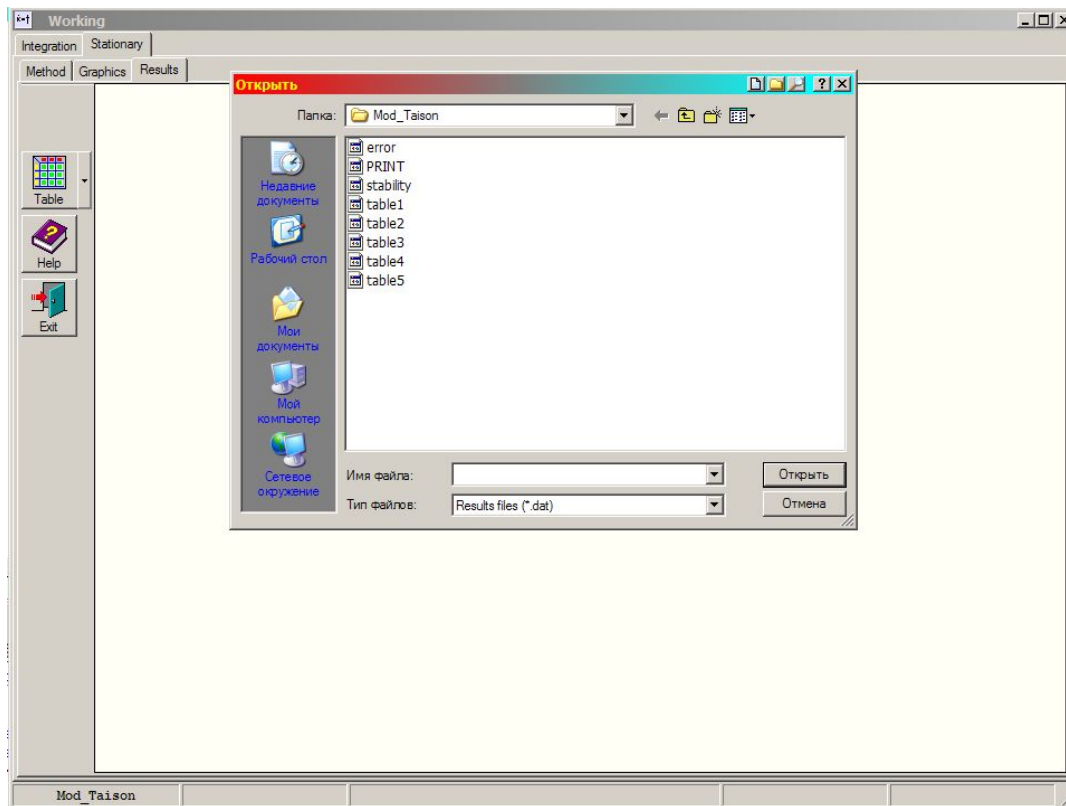 Working
Integration Stationary
Method Graphics Results
Открыть
Папка: Mod_Taison
Table
Help
Exit
Недавние
документы
Рабочий стол
Мои
документы
Мой
компьютер
Сетевое
окружение
error
PRINT
stability
table1
table2
table3
table4
table5
Имя файла:
Открыть
Тип файлов: Results files (*.dat)
Отмена
Mod_Taison